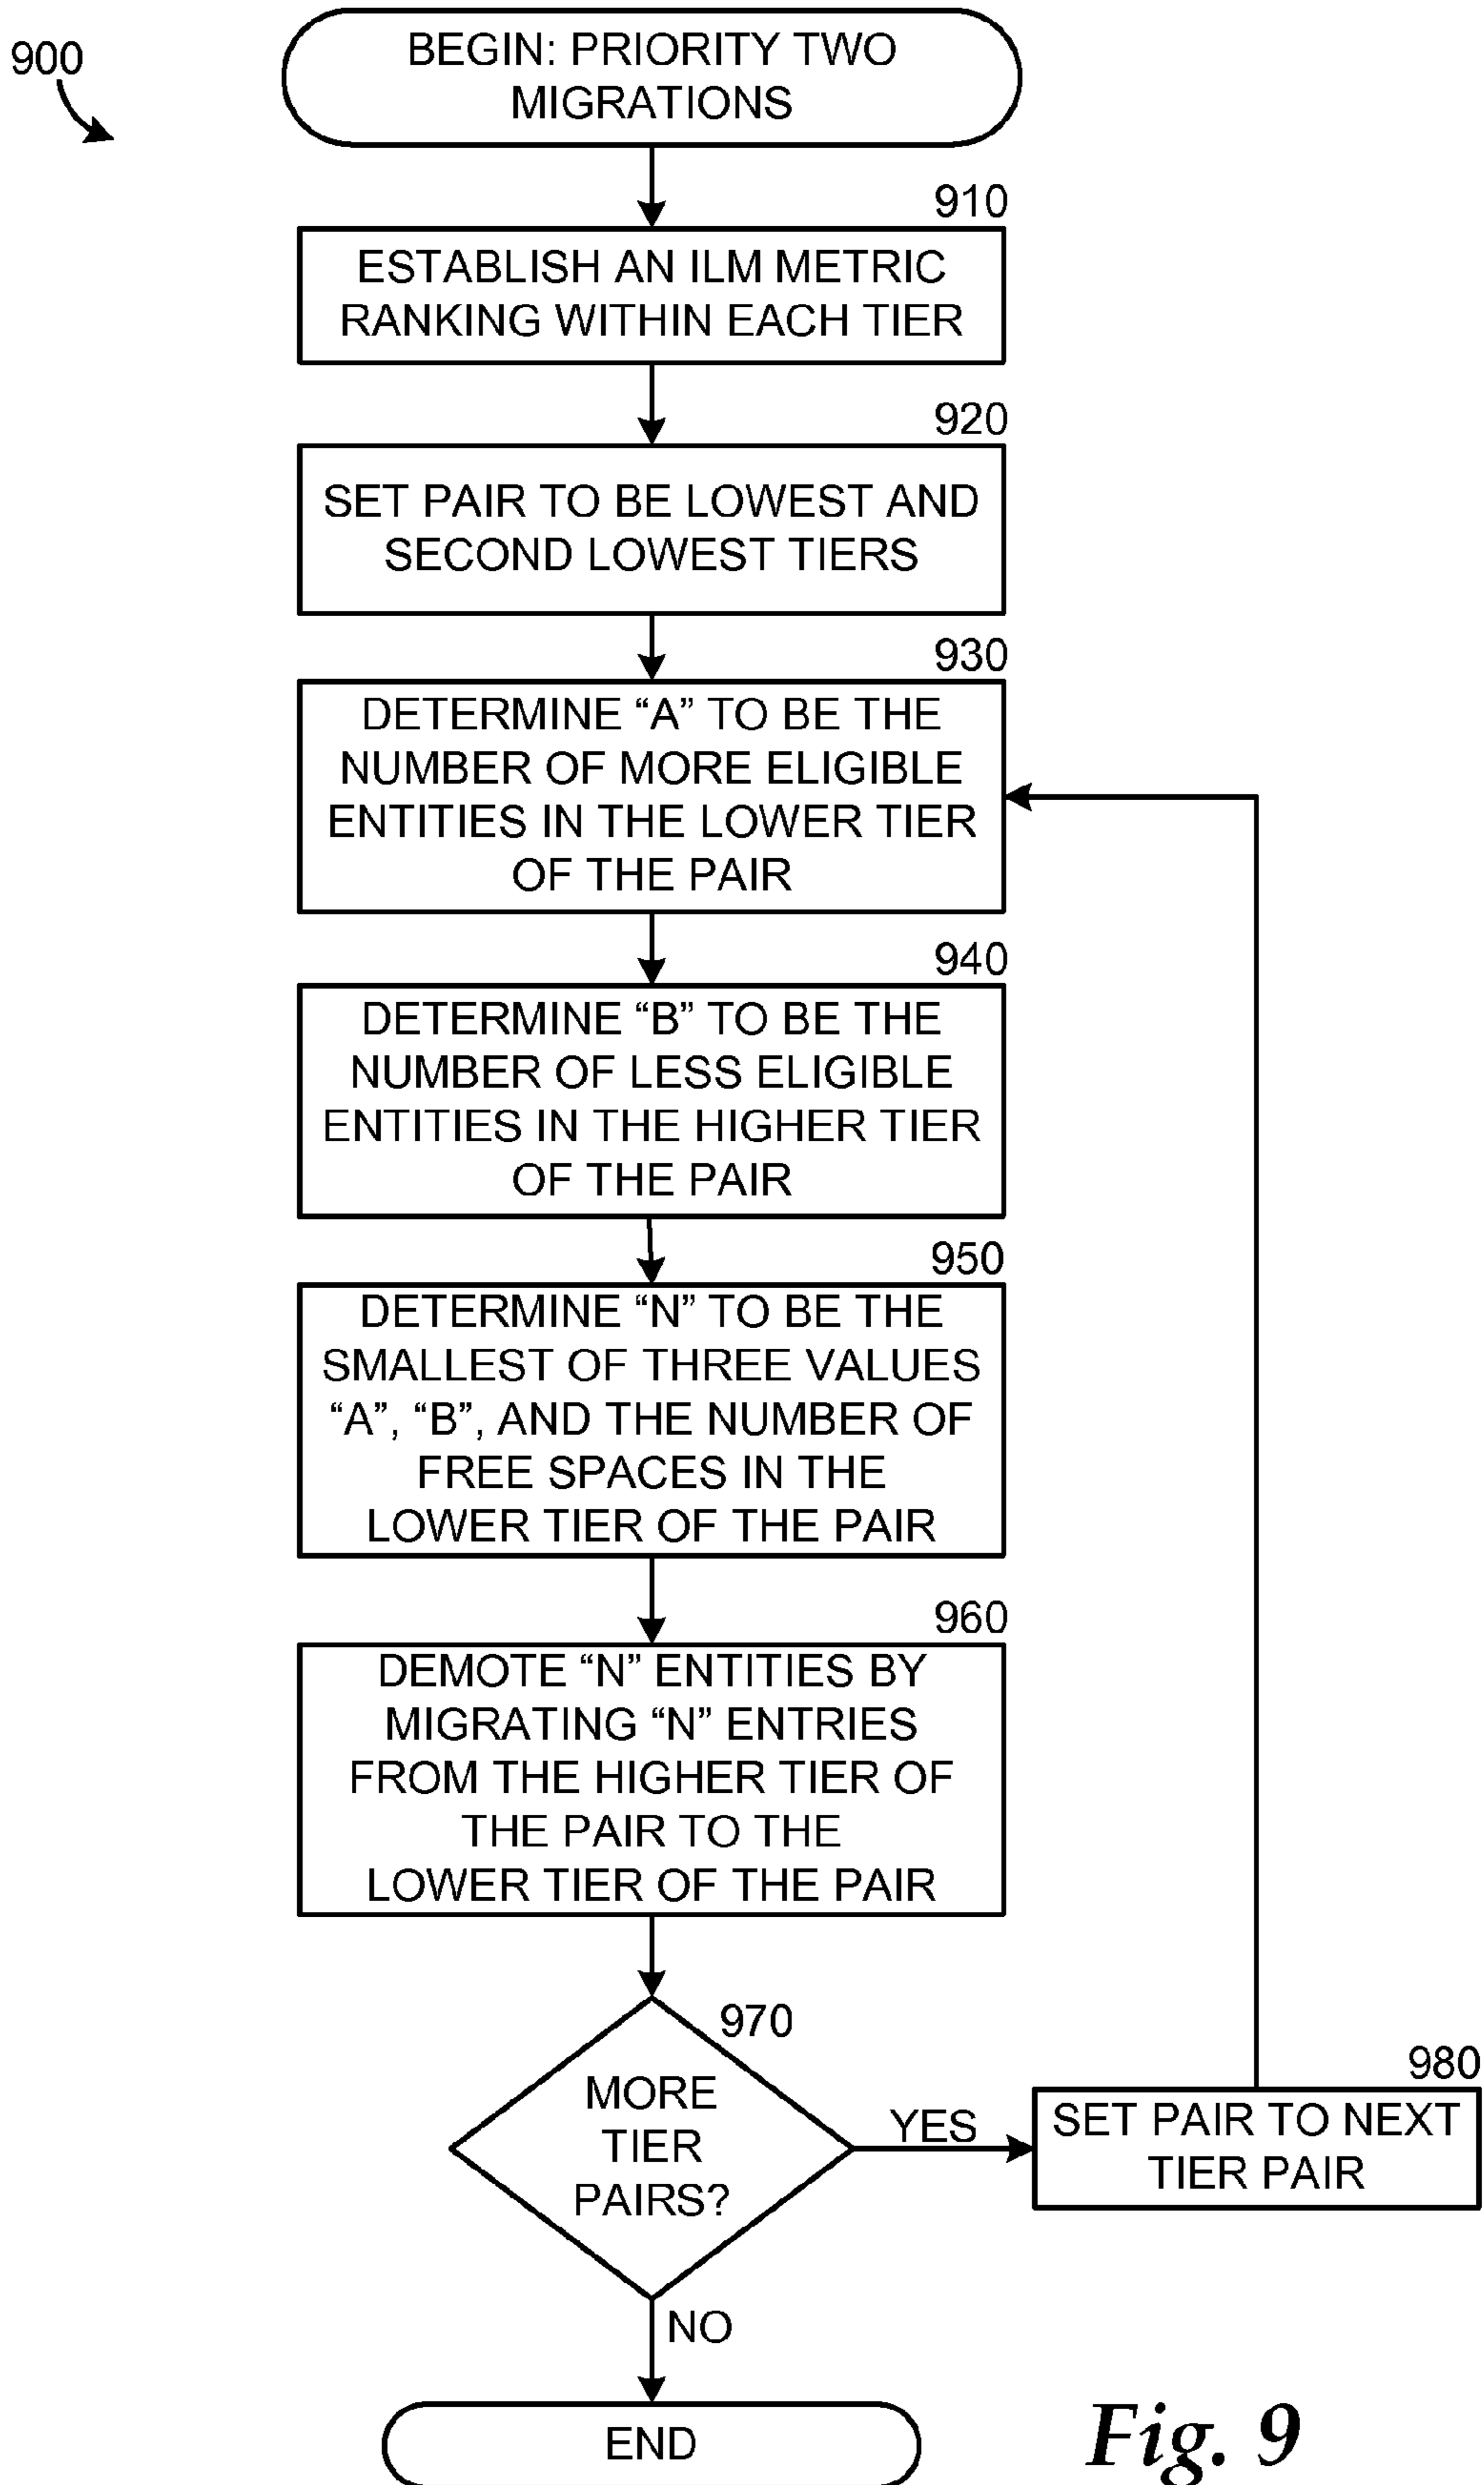 900
BEGIN: PRIORITY TWO
MIGRATIONS
910
ESTABLISH AN ILM METRIC
RANKING WITHIN EACH TIER
920
SET PAIR TO BE LOWEST AND
SECOND LOWEST TIERS
930
DETERMINE “A” TO BE THE
NUMBER OF MORE ELIGIBLE
ENTITIES IN THE LOWER TIER
OF THE PAIR
940
DETERMINE “B” TO BE THE
NUMBER OF LESS ELIGIBLE
ENTITIES IN THE HIGHER TIER
OF THE PAIR
950
DETERMINE “N” TO BE THE
SMALLEST OF THREE VALUES
“A”, “B”, AND THE NUMBER OF
FREE SPACES IN THE
LOWER TIER OF THE PAIR
960
DEMOTE “N” ENTITIES BY
MIGRATING “N” ENTRIES
FROM THE HIGHER TIER OF
THE PAIR TO THE
LOWER TIER OF THE PAIR
970
MORE
TIER
PAIRS?
YES
980
SET PAIR TO NEXT
TIER PAIR
NO
END
Fig. 9